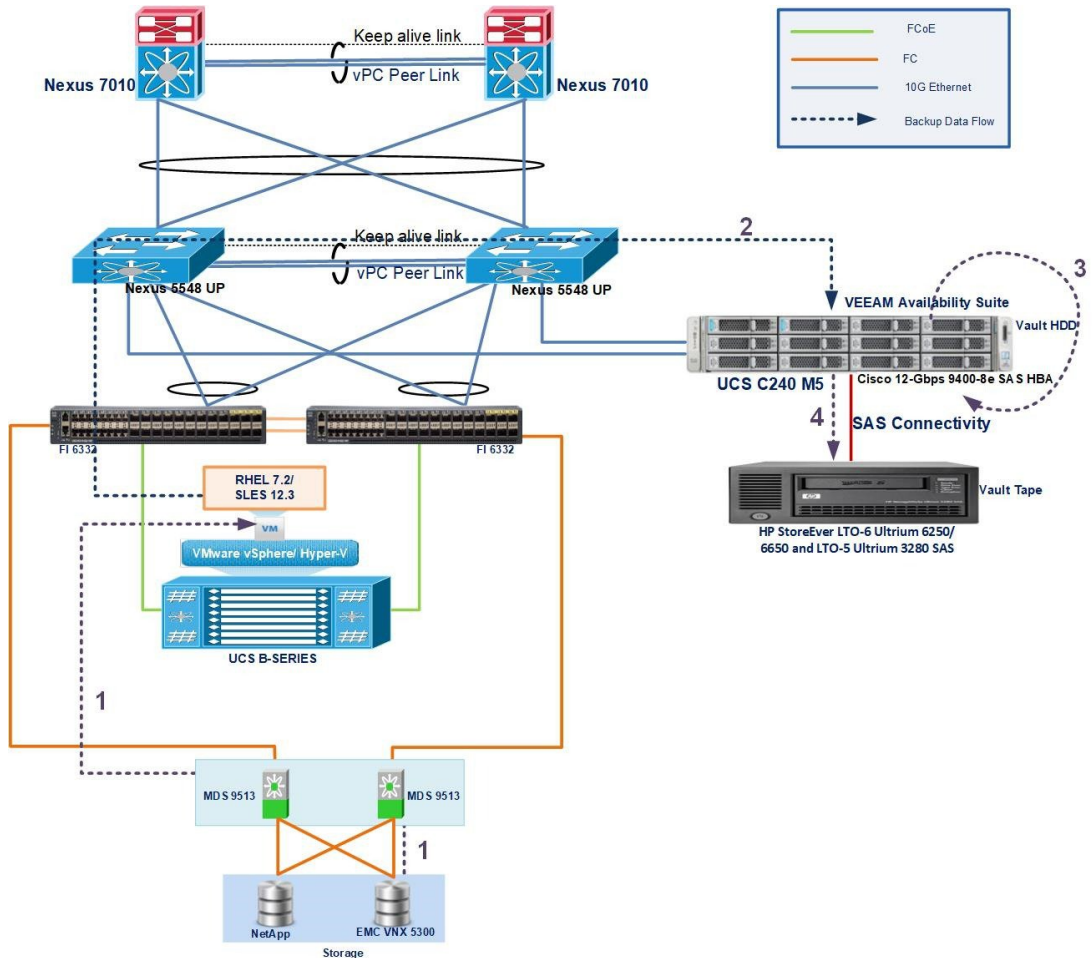 Keep alive link
vPC Peer Link
Nexus 7010
Nexus 7010
FCoE
FC
10G Ethernet
Backup Data Flow
Keep alive link
vPC Peer Link
Nexus 5548 UP
Nexus 5548 UP
2
3
VEEAM Availability Suite
Vault HDD
UCS C240 M5
Cisco 12-Gbps 9400-8e SAS HBA
4
SAS Connectivity
Vault Tape
HP StoreEver LTO-6 Ultrium 6250/
6650 and LTO-5 Ultrium 3280 SAS
FI 6332
FI 6332
RHEL 7.2/
SLES 12.3
VM
VMware vSphere/ Hyper-V
UCS B-SERIES
1
MDS 9513
MDS 9513
1
NetApp
EMC VNX 5300
Storage